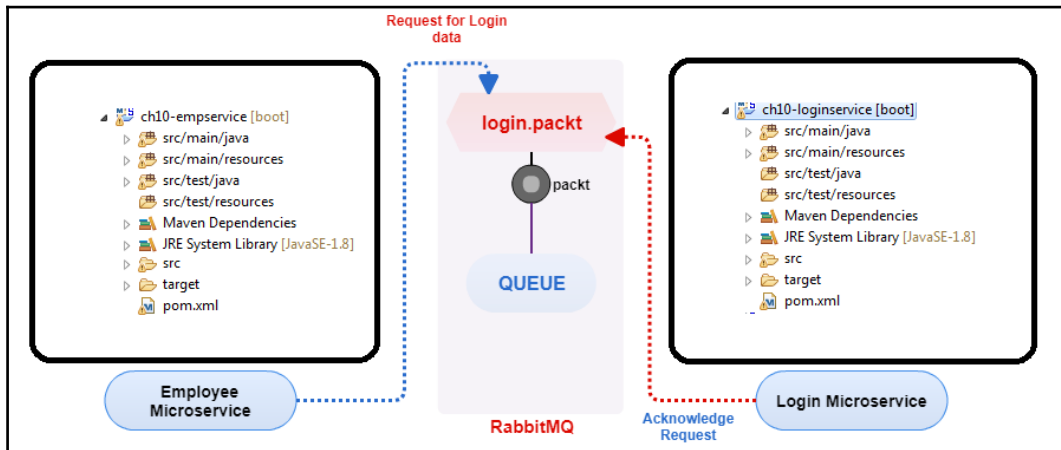 Request for Login
data
ch10-empservice [boot]
src/main/java
src/main/resources
src/test/java
src/test/resources
Maven Dependencies
JRE System Library [JavaSE-1.8]
src
target
pom.xml
Employee
Microservice
login.packt
packt
QUEUE
RabbitMQ
ch10-loginservice [boot]
src/main/java
src/main/resources
src/test/java
src/test/resources
Maven Dependencies
JRE System Library [JavaSE-1.8]
src
target
pom.xml
Login Microservice
Acknowledge
Request